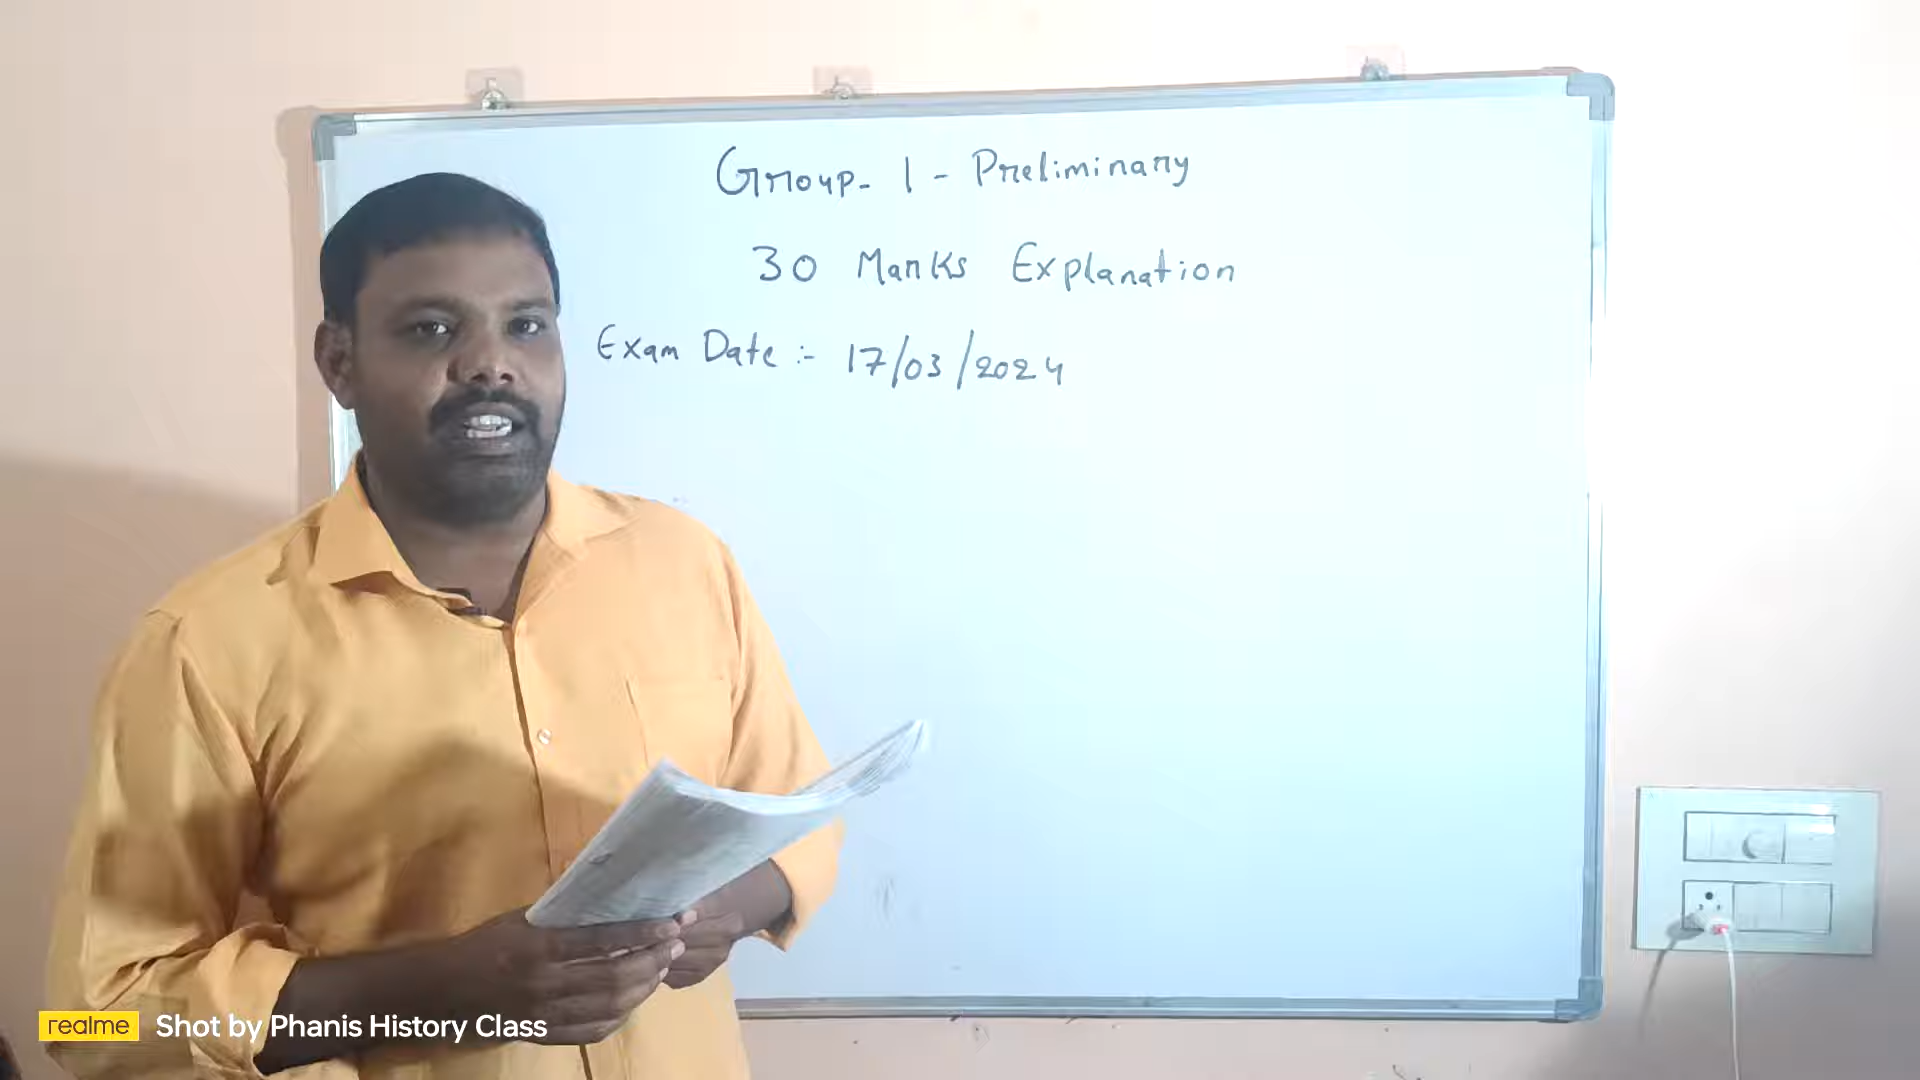 Group- 1 - Preliminary
30 Marks Explanation
Exam Date :- 17/03/2024
realme Shot by Phanis History Class